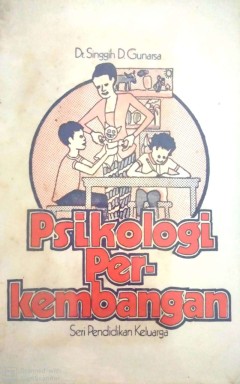 Dr. Singgih D. Gunarsa
Psikologi
Per-
kembangan
Seri Pendidikan Keluarga